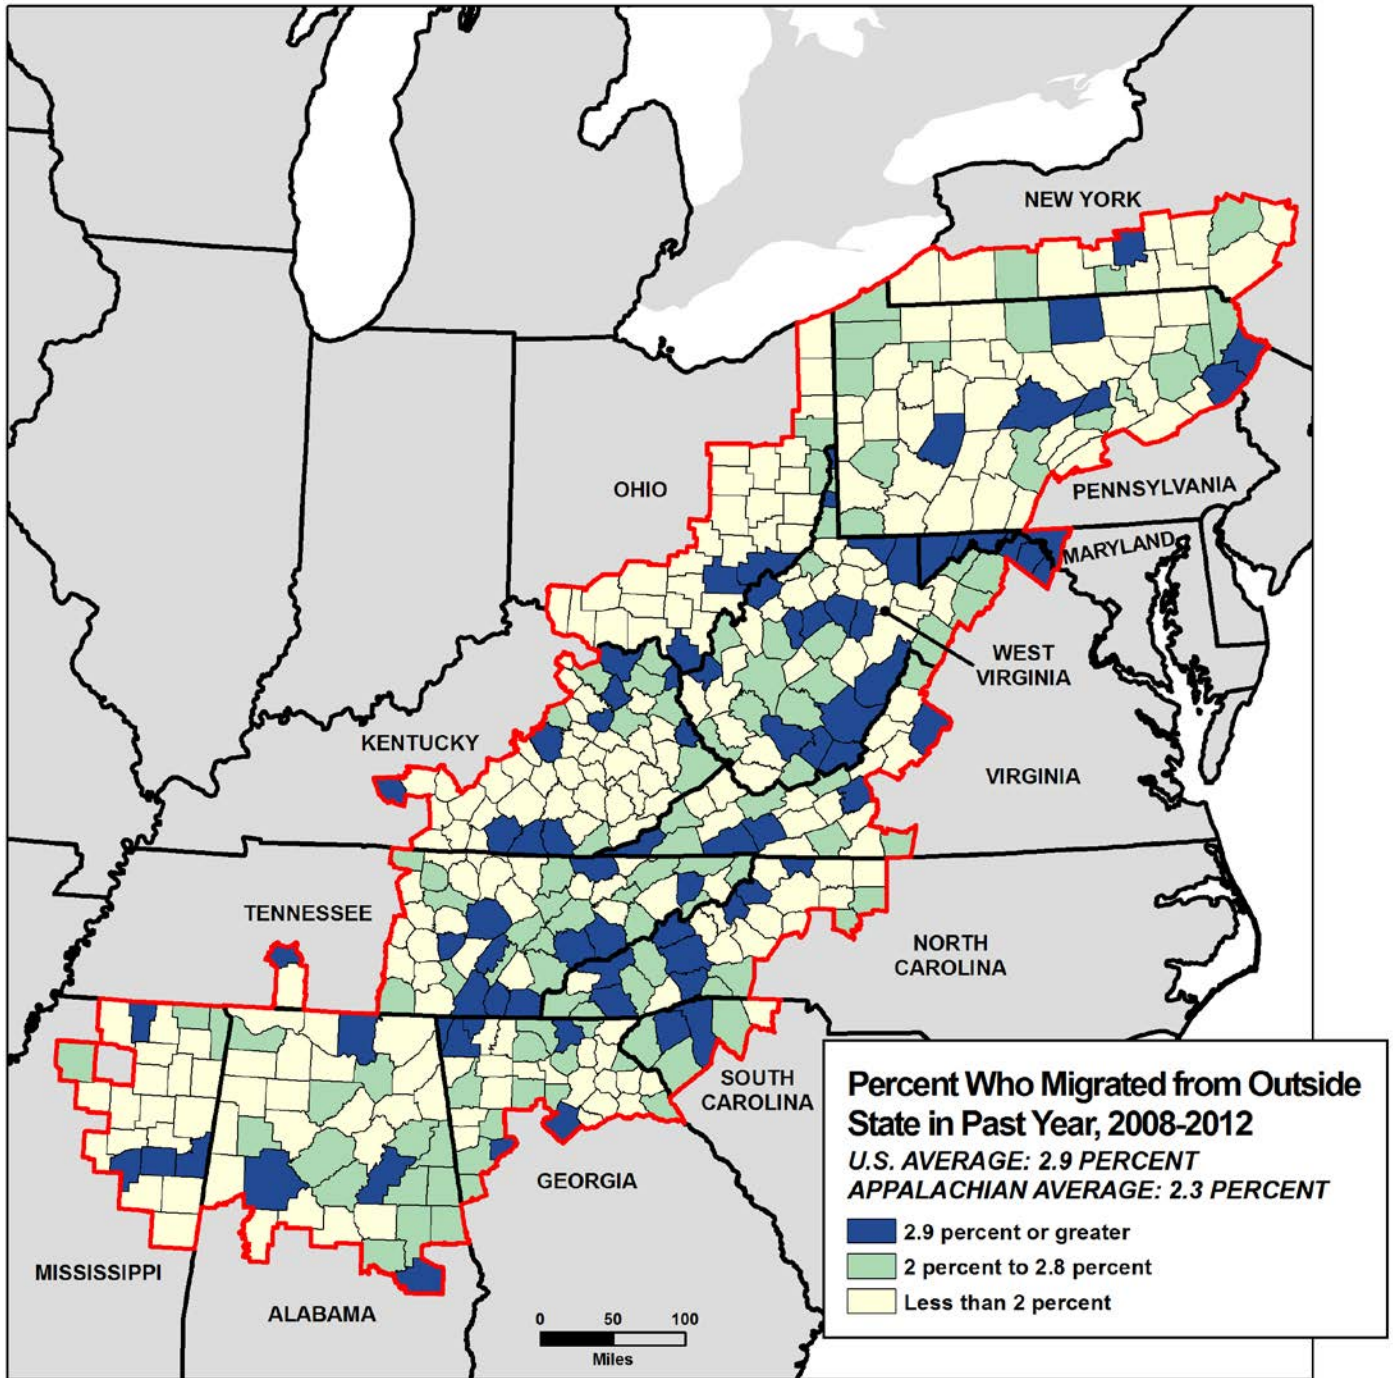 NEW YORK
OHIO
PENNSYLVANIA
MARYLAND
WEST
VIRGINIA
KENTUCKY
VIRGINIA
TENNESSEE
NORTH
CAROLINA
SOUTH
CAROLINA
GEORGIA
MISSISSIPPI
ALABAMA
0 50 100
Miles
Percent Who Migrated from Outside
State in Past Year, 2008-2012
U.S. AVERAGE: 2.9 PERCENT
APPALACHIAN AVERAGE: 2.3 PERCENT
2.9 percent or greater
2 percent to 2.8 percent
Less than 2 percent